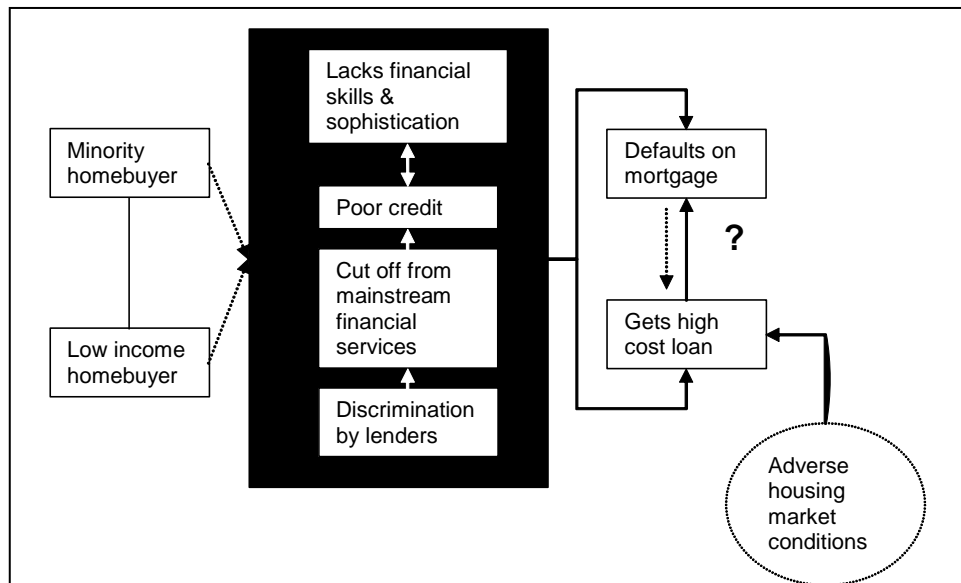 Minority
homebuyer
Low income
homebuyer
Lacks financial
skills &
sophistication
Poor credit
Cut off from
mainstream
financial
services
Discrimination
by lenders
Defaults on
mortgage
?
Gets high
cost loan
Adverse
housing
market
conditions